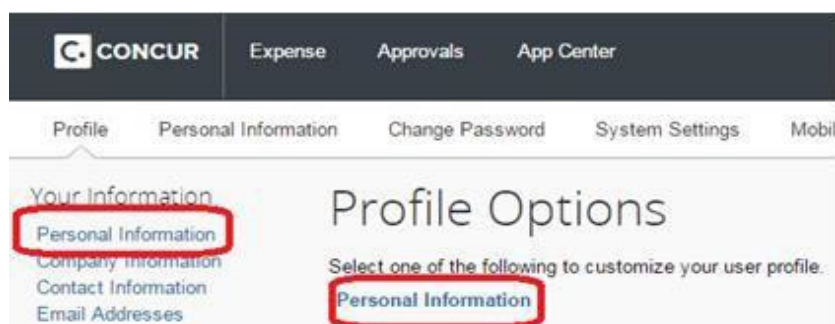 C. CONCUR Expense Approvals App Center
Profile Personal Information Change Password System Settings Mobil
Your Information
Personal Information
Company Information
Contact Information
Email Addresses
Profile Options
Select one of the following to customize your user profile.
Personal Information